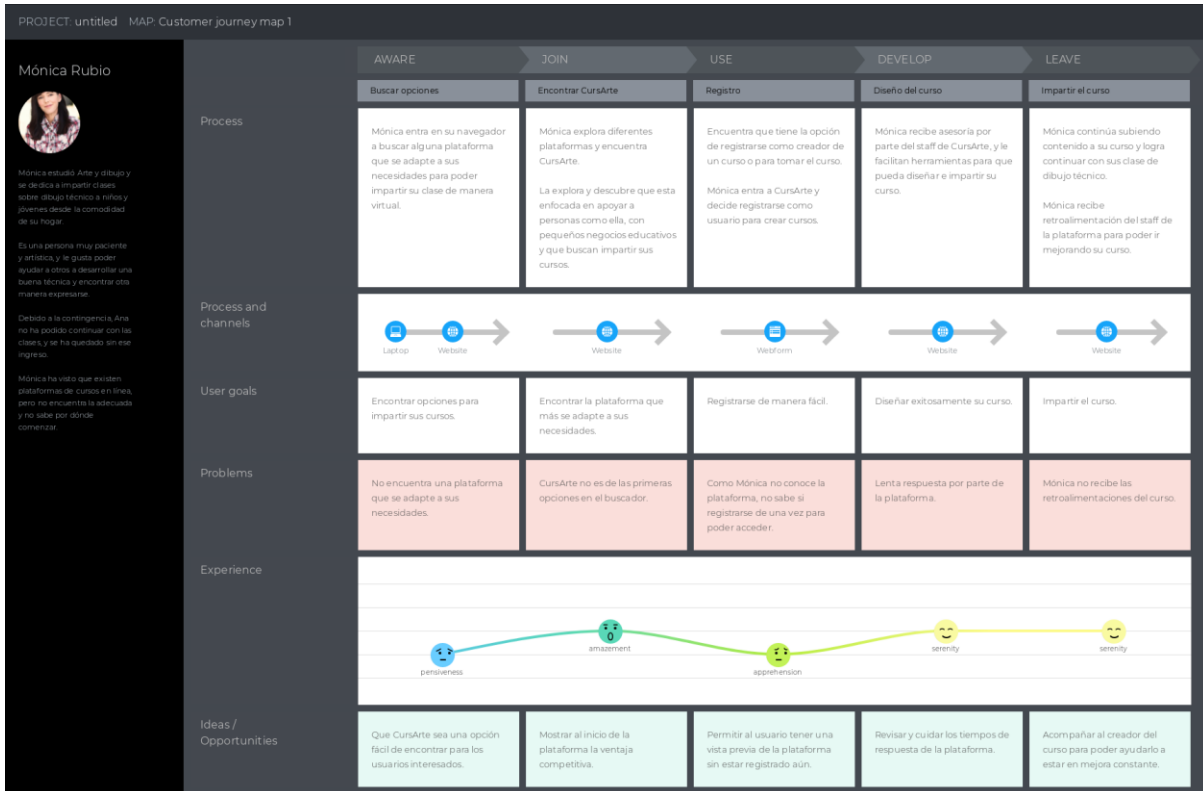 PROJECT: untitled MAP: Customer journey map 1
Mónica Rubio
Mónica estudió Arte y dibujo y
se dedica a impartir clases
sobre dibujo técnico a niños y
jóvenes desde la comodidad
de su hogar.
Es una persona muy paciente
y artística, y le gusta poder
ayudar a otros a desarrollar una
buena técnica y encontrar otra
manera expresarse.
Debido a la contingencia, Ana
no ha podido continuar con las
clases, y se ha quedado sin ese
ingreso.
Mónica ha visto que existen
plataformas de cursos en línea,
pero no encuentra la adecuada
y no sabe por dónde
comenzar.
AWARE
JOIN
USE
DEVELOP
LEAVE
Buscar opciones
Encontrar CursArte
Registro
Diseño del curso
Impartir el curso
Process
Mónica entra en su navegador
a buscar alguna plataforma
que se adapte a sus
necesidades para poder
impartir su clase de manera
virtual.
Mónica explora diferentes
plataformas y encuentra
CursArte.
La explora y descubre que esta
enfocada en apoyar a
personas como ella, con
pequeños negocios educativos
y que buscan impartir sus
cursos.
Encuentra que tiene la opción
de registrarse como creador de
un curso o para tomar el curso.
Mónica entra a CursArte y
decide registrarse como
usuario para crear cursos.
Mónica recibe asesoría por
parte del staff de CursArte, y le
facilitan herramientas para que
pueda diseñar e impartir su
curso.
Mónica continúa subiendo
contenido a su curso y logra
continuar con sus clase de
dibujo técnico.
Mónica recibe
retroalimentación del staff de
la plataforma para poder ir
mejorando su curso.
Process and
channels
Laptop
Website
Website
Webform
Website
Website
User goals
Encontrar opciones para
impartir sus cursos.
Encontrar la plataforma que
más se adapte a sus
necesidades.
Registrarse de manera fácil.
Diseñar exitosamente su curso.
Impartir el curso.
Problems
No encuentra una plataforma
que se adapte a sus
necesidades.
CursArte no es de las primeras
opciones en el buscador.
Como Mónica no conoce la
plataforma, no sabe si
registrarse de una vez para
poder acceder.
Lenta respuesta por parte de
la plataforma.
Mónica no recibe las
retroalimentaciones del curso.
Experience
pensiveness
amazement
apprehension
serenity
serenity
Ideas /
Opportunities
Que CursArte sea una opción
fácil de encontrar para los
usuarios interesados.
Mostrar al inicio de la
plataforma la ventaja
competitiva.
Permitir al usuario tener una
vista previa de la plataforma
sin estar registrado aún.
Revisar y cuidar los tiempos de
respuesta de la plataforma.
Acompañar al creador del
curso para poder ayudarlo a
estar en mejora constante.